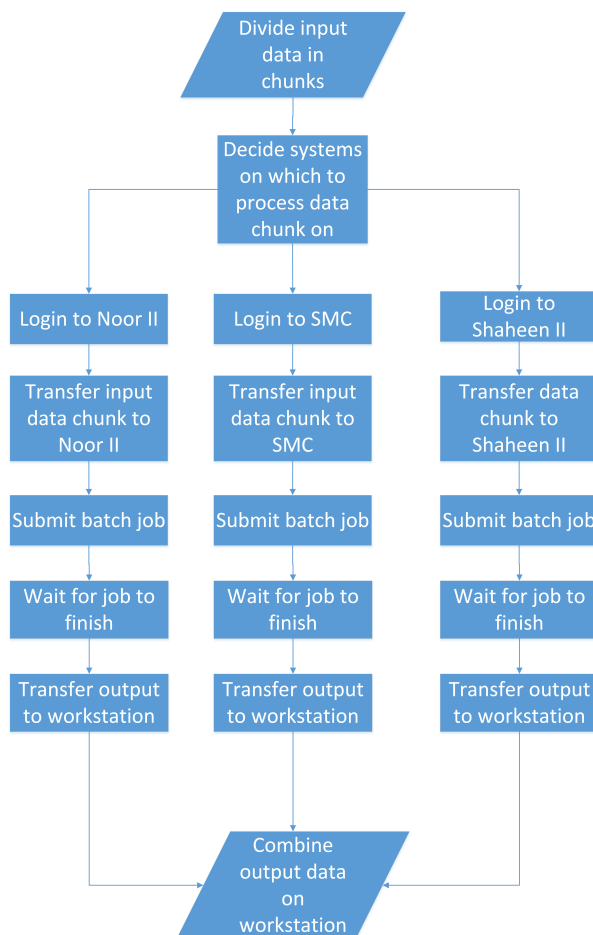 Divide input
data in
chunks
Decide systems
on which to
process data
chunk on
Login to Noor II
Login to SMC
Login to
Shaheen II
Transfer input
data chunk to
Noor II
Transfer input
data chunk to
SMC
Transfer data
chunk to
Shaheen II
Submit batch job
Submit batch job
Submit batch job
Wait for job to
finish
Wait for job to
finish
Wait for job to
finish
Transfer output
to workstation
Transfer output
to workstation
Transfer output
to workstation
Combine
output data
on
workstation